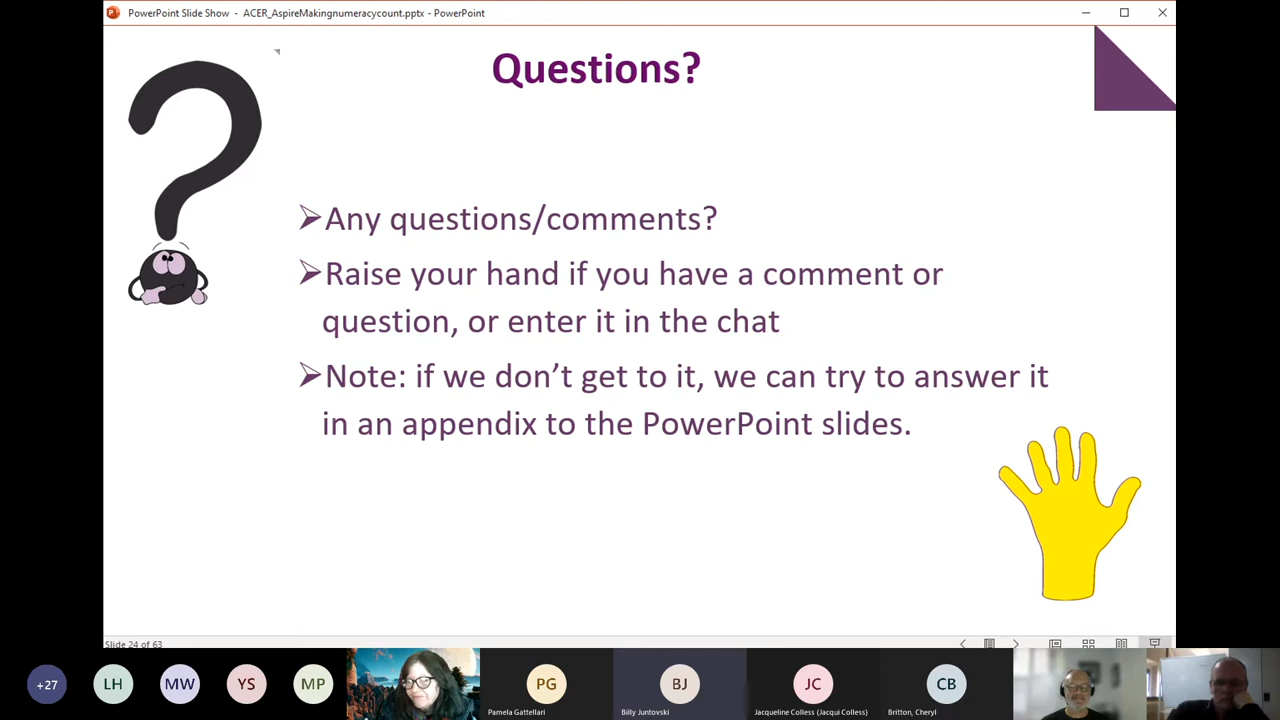 PowerPoint Slide Show - ACER_AspireMakingnumeracycount.pptx - PowerPoint
Questions?
Any questions/comments?
Raise your hand if you have a comment or
question, or enter it in the chat
Note: if we don’t get to it, we can try to answer it
in an appendix to the PowerPoint slides.
Slide 24 of 63
+27
LH
MW
YS
MP
PG
BJ
JC
CB
Pamela Gattellari
Billy Juntovski
Jacqueline Colless (Jacqui Colless)
Britton, Cheryl